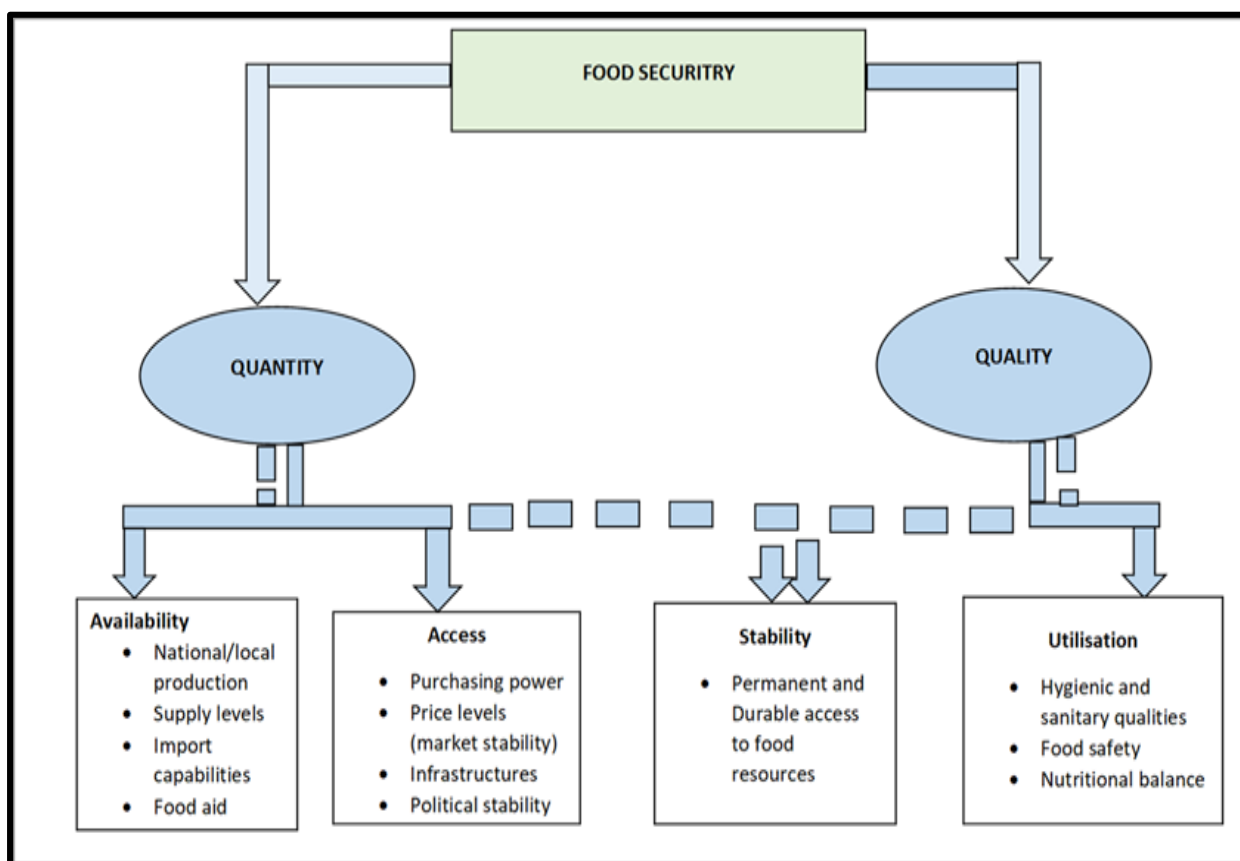 FOOD SECURITRY
QUANTITY
QUALITY
Availability
• National/local
production
• Supply levels
• Import
capabilities
• Food aid
Access
• Purchasing power
• Price levels
(market stability)
• Infrastructures
• Political stability
Stability
• Permanent and
Durable access
to food
resources
Utilisation
• Hygienic and
sanitary qualities
• Food safety
• Nutritional balance